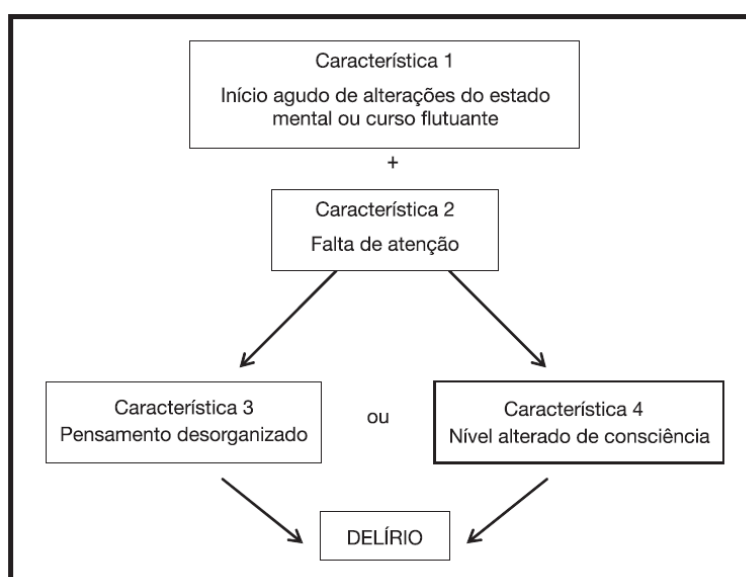 Característica 1
Início agudo de alterações do estado
mental ou curso flutuante
+
Característica 2
Falta de atenção
Característica 3
Pensamento desorganizado
ou
Característica 4
Nível alterado de consciência
DELÍRIO